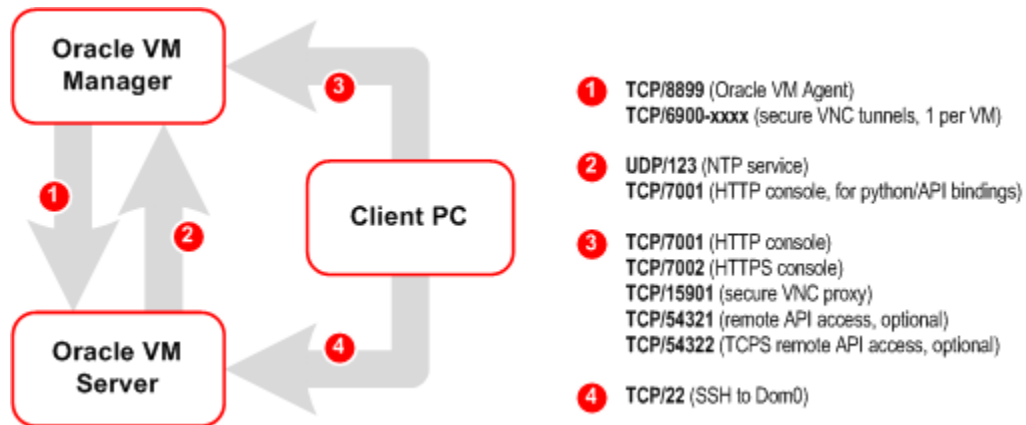 Oracle VM
Manager
3
1
2
Client PC
Oracle VM
Server
4
1 TCP/8899 (Oracle VM Agent)
TCP/6900-xxxx (secure VNC tunnels, 1 per VM)
2 UDP/123 (NTP service)
TCP/7001 (HTTP console, for python/API bindings)
3 TCP/7001 (HTTP console)
TCP/7002 (HTTPS console)
TCP/15901 (secure VNC proxy)
TCP/54321 (remote API access, optional)
TCP/54322 (TCPS remote API access, optional)
4 TCP/22 (SSH to Dom0)